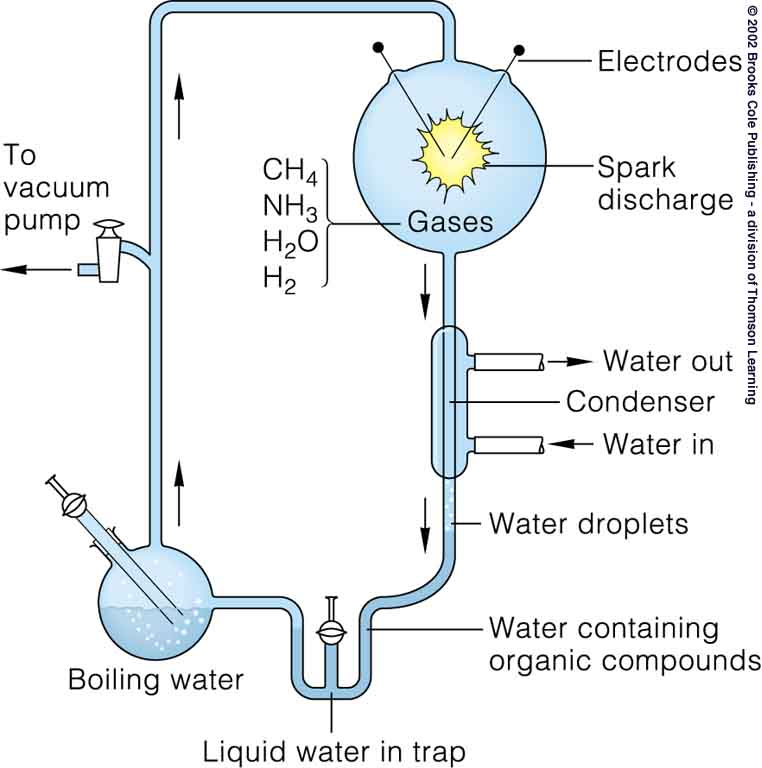 Electrodes
To
vacuum
pump
CH₄
NH₃
H₂O
H₂
Gases
Spark
discharge
Water out
Condenser
Water in
Water droplets
Water containing
organic compounds
Boiling water
Liquid water in trap
© 2002 Brooks Cole Publishing - a division of Thomson Learning